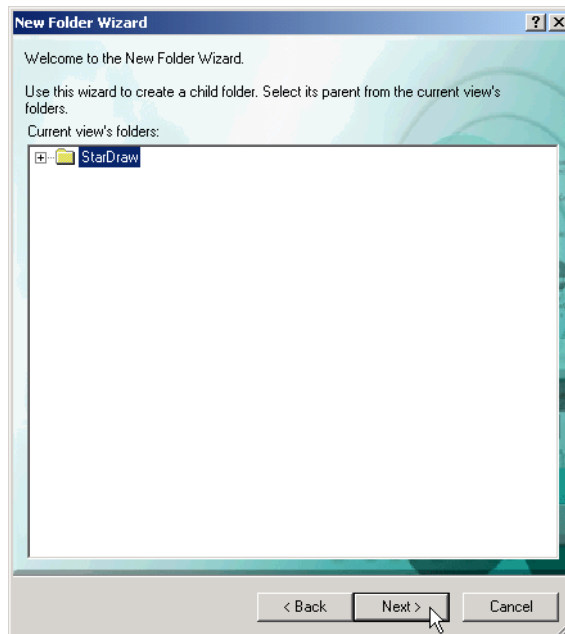 New Folder Wizard
Welcome to the New Folder Wizard.
Use this wizard to create a child folder. Select its parent from the current view's
folders.
Current view's folders:
StarDraw
< Back Next > Cancel